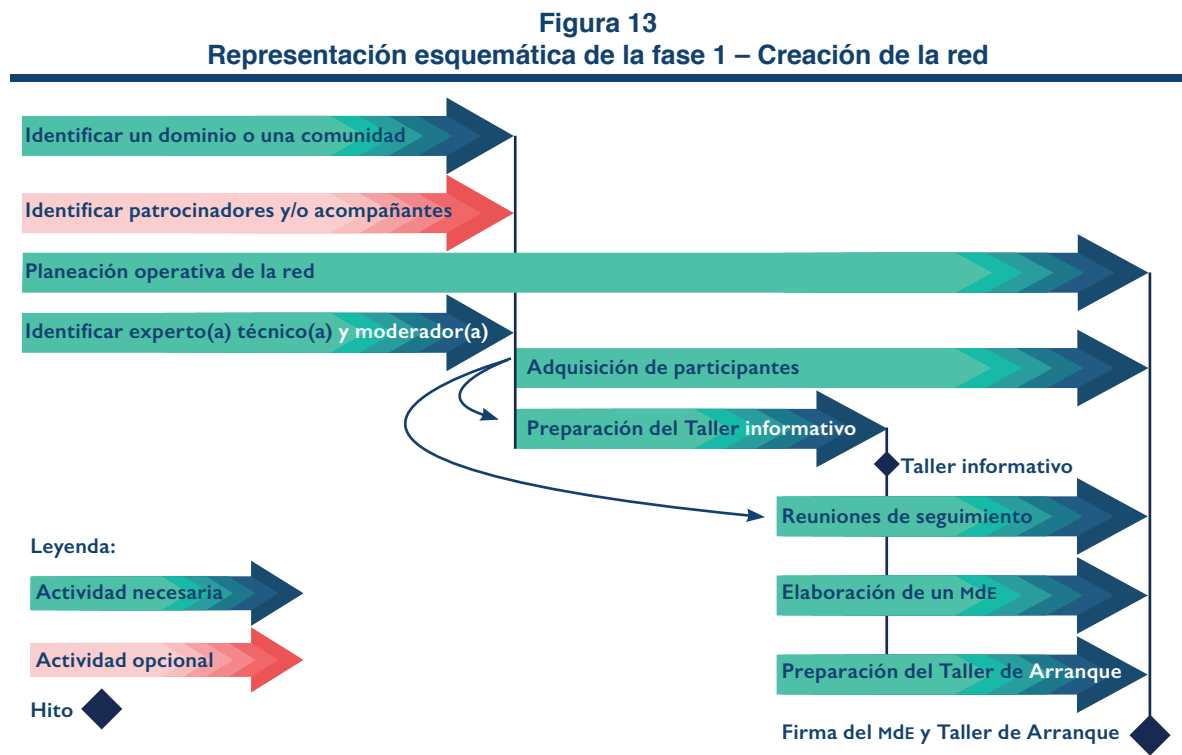 Figura 13
Representación esquemática de la fase 1 – Creación de la red
Identificar un dominio o una comunidad
Identificar patrocinadores y/o acompañantes
Planeación operativa de la red
Identificar experto(a) técnico(a) y moderador(a)
Adquisición de participantes
Preparación del Taller informativo
Taller informativo
Reuniones de seguimiento
Elaboración de un MdE
Preparación del Taller de Arranque
Firma del MdE y Taller de Arranque
Leyenda:
Actividad necesaria
Actividad opcional
Hito